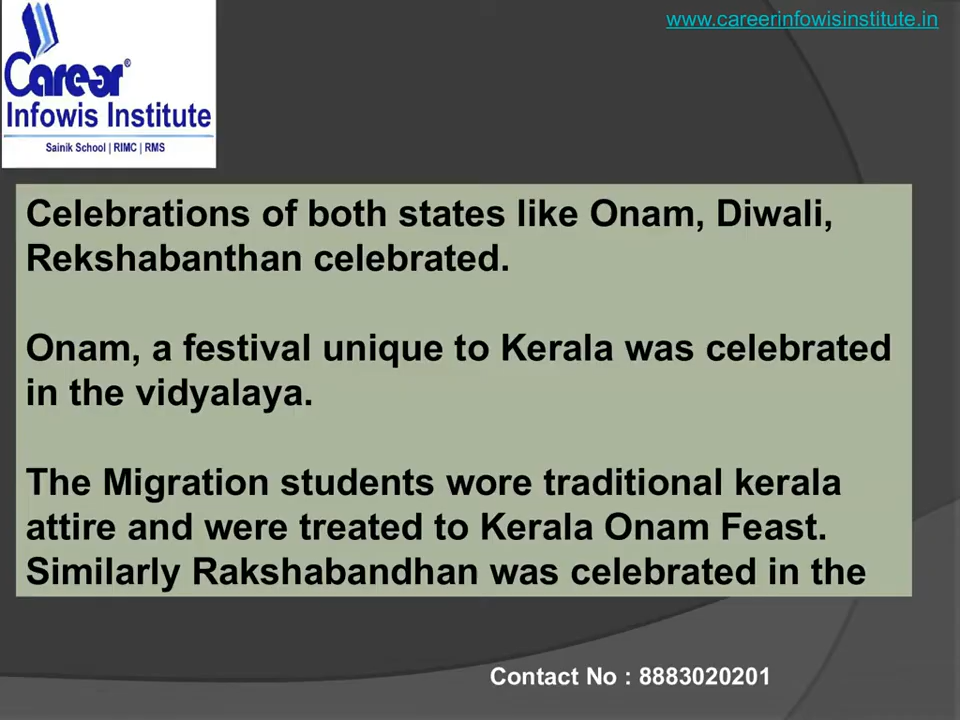 www.careerinfowisinstitute.in
Career®
Infowis Institute
Sainik School | RIMC | RMS
Celebrations of both states like Onam, Diwali,
Rekshabanthan celebrated.
Onam, a festival unique to Kerala was celebrated
in the vidyalaya.
The Migration students wore traditional kerala
attire and were treated to Kerala Onam Feast.
Similarly Rakshabandhan was celebrated in the
Contact No : 8883020201